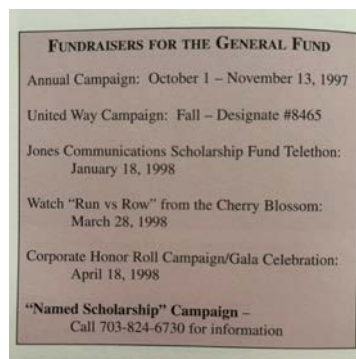 FUNDRAISERS FOR THE GENERAL FUND
Annual Campaign: October 1 – November 13, 1997
United Way Campaign: Fall – Designate #8465
Jones Communications Scholarship Fund Telethon:
January 18, 1998
Watch “Run vs Row” from the Cherry Blossom:
March 28, 1998
Corporate Honor Roll Campaign/Gala Celebration:
April 18, 1998
“Named Scholarship” Campaign –
Call 703-824-6730 for information